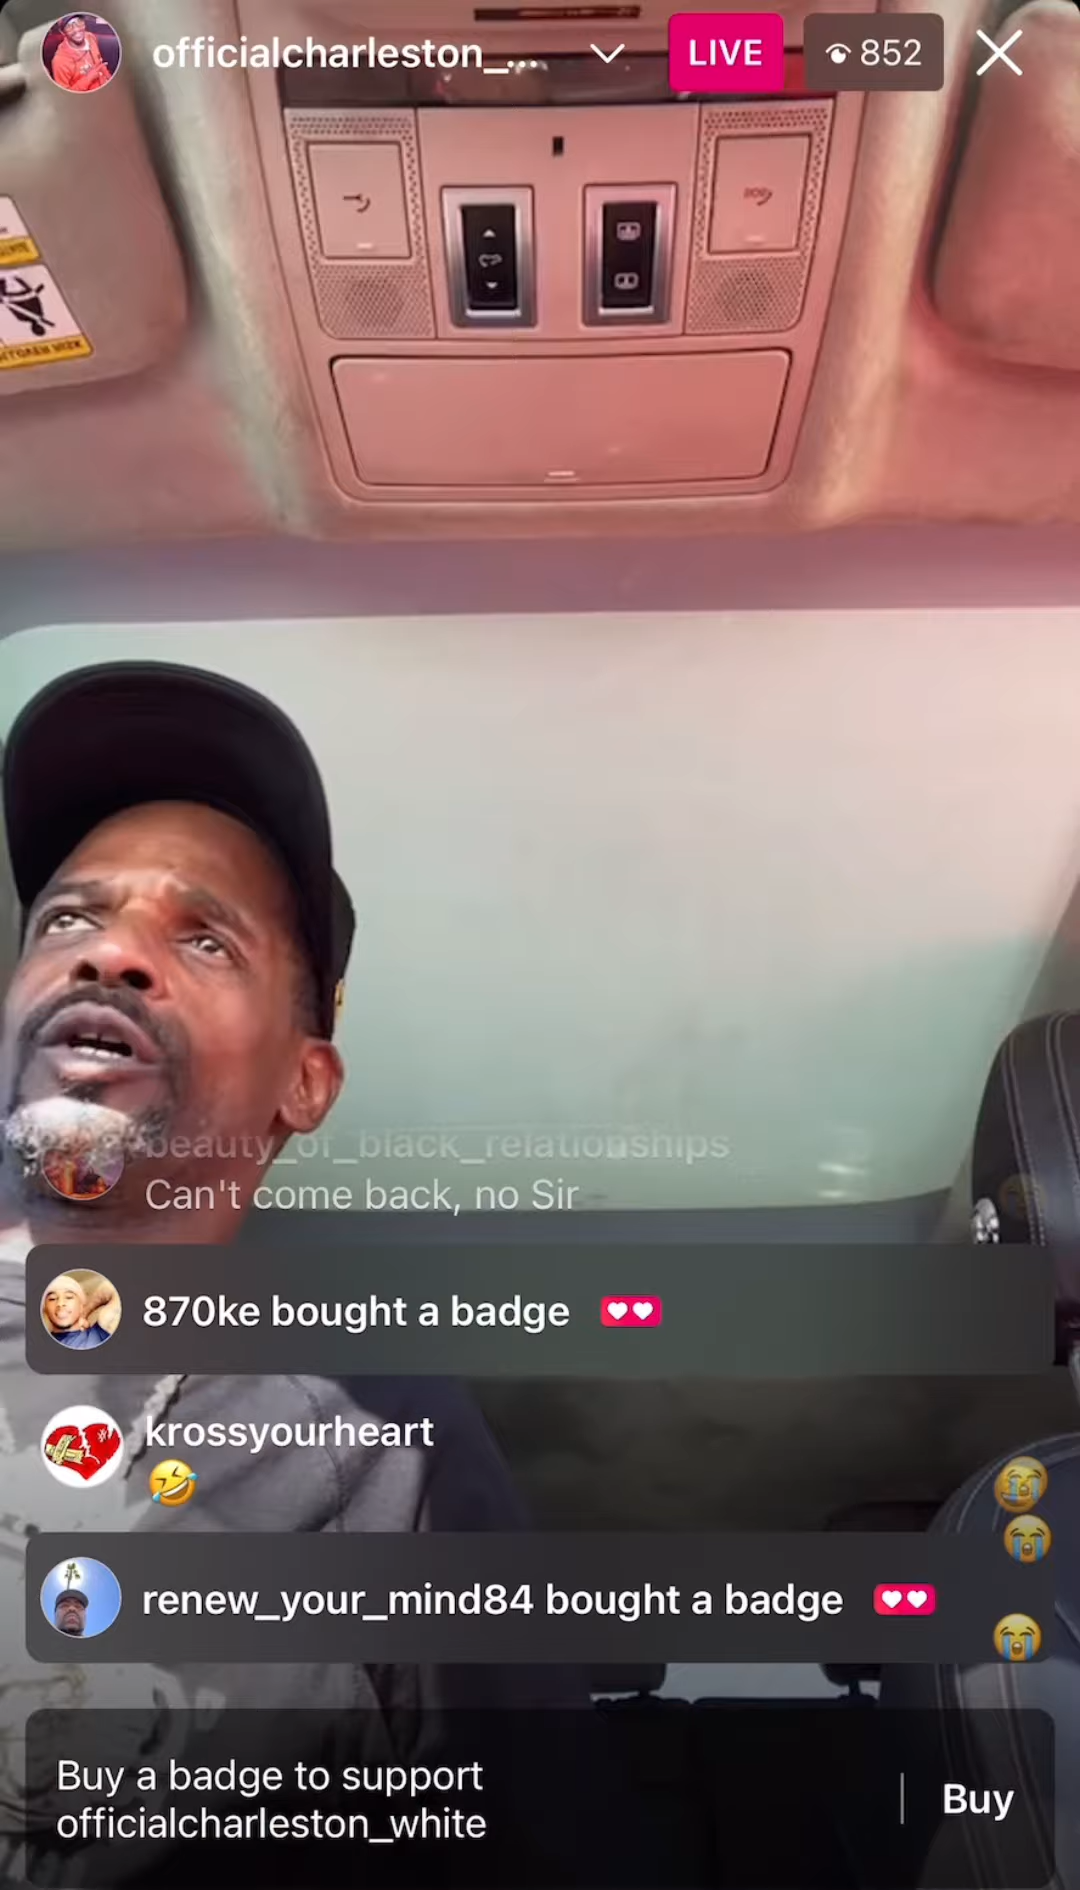 officialcharleston_...
LIVE
852
SOS
beauty_of_black_relationships
Can't come back, no Sir
870ke bought a badge
krossyourheart
🤣
renew_your_mind84 bought a badge
Buy a badge to support
officialcharleston_white
Buy